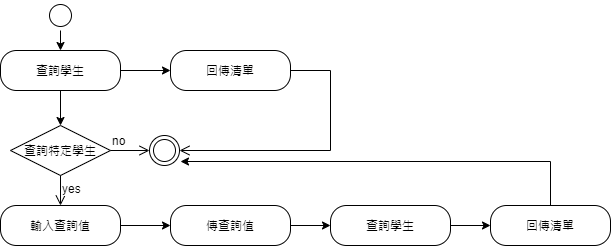 查詢學生
回傳清單
查詢特定學生
no
yes
輸入查詢值
傳查詢值
查詢學生
回傳清單